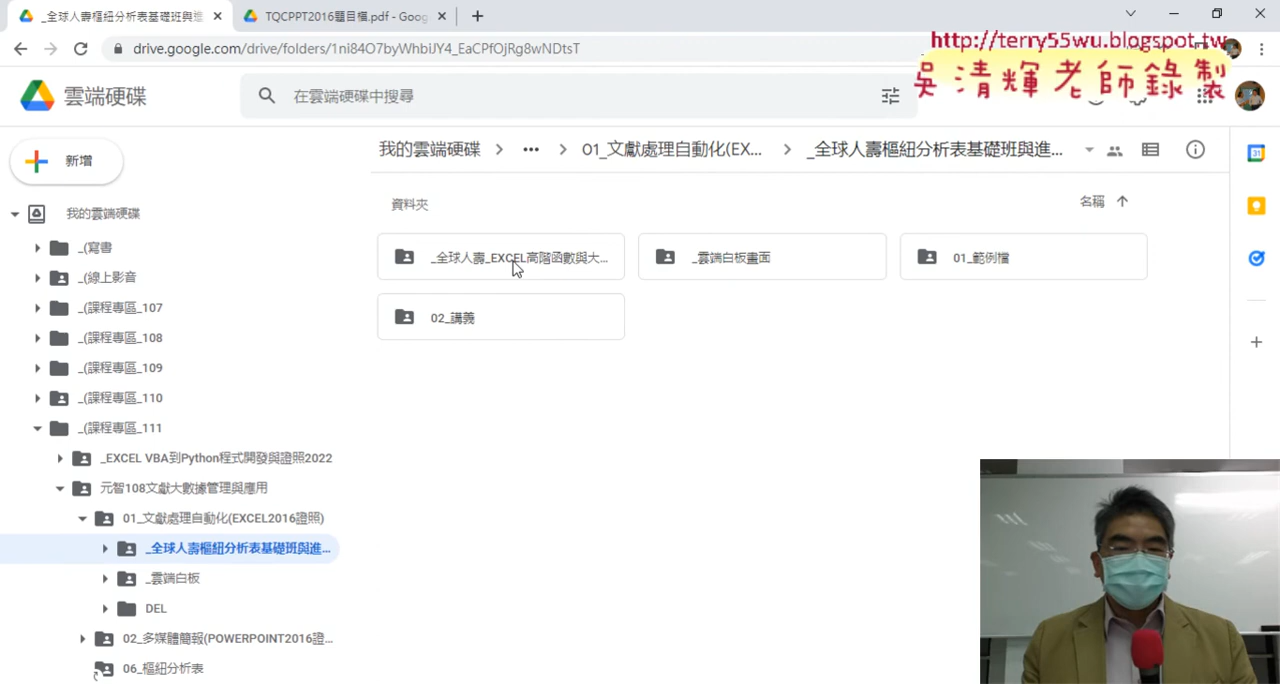 _全球人壽樞紐分析表基礎班與進
TQCPPT2016題目檔.pdf - Goog
drive.google.com/drive/folders/1ni84O7byWhbiJY4_EaCPfOjRg8wNDtsT
http://terry55wu.blogspot.tw
吳清輝老師錄製
雲端硬碟
在雲端硬碟中搜尋
新增
我的雲端硬碟
01_文獻處理自動化(EX...
_全球人壽樞紐分析表基礎班與進...
31
資料夾
名稱
我的雲端硬碟
_(寫書
_全球人壽_EXCEL高階函數與大...
_雲端白板畫面
01_範例檔
_(線上影音
_(課程專區_107
02_講義
_(課程專區_108
_(課程專區_109
_(課程專區_110
_(課程專區_111
_EXCEL VBA到Python程式開發與證照2022
元智108文獻大數據管理與應用
01_文獻處理自動化(EXCEL2016證照)
_全球人壽樞紐分析表基礎班與進...
_雲端白板
DEL
02_多媒體簡報(POWERPOINT2016證...
06_樞紐分析表